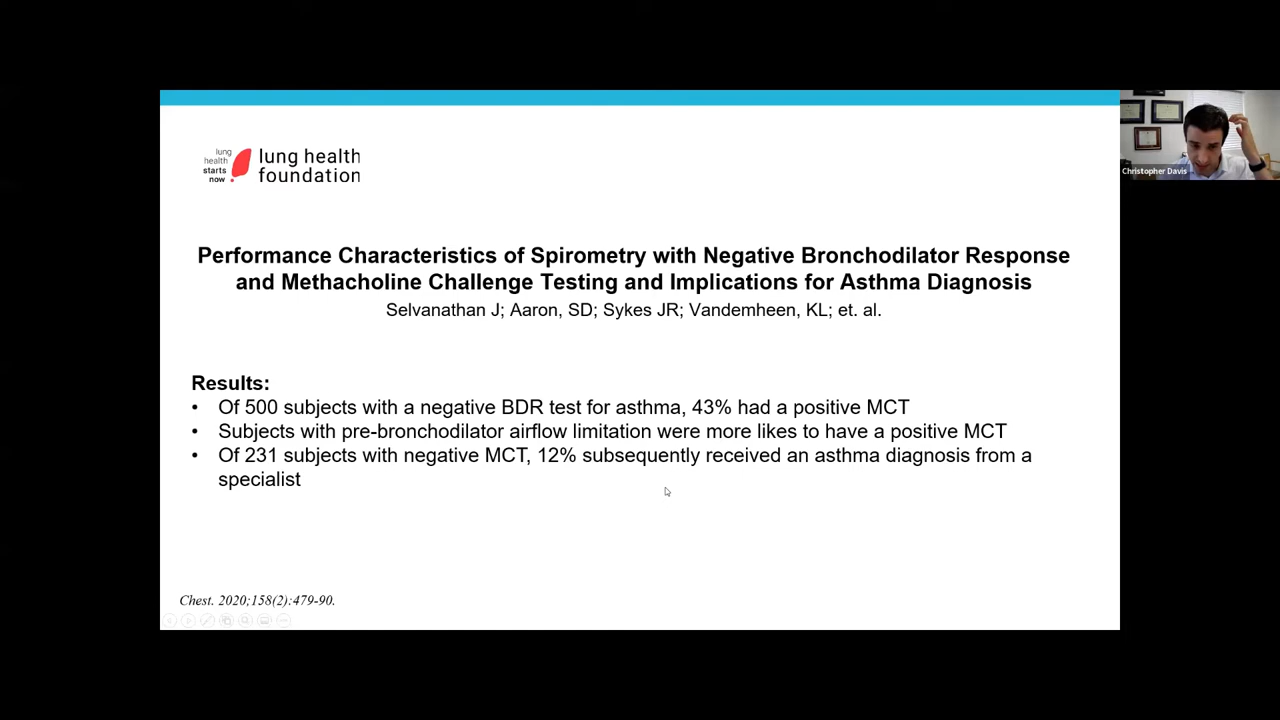 lung
health
starts
now
lung health
foundation
Christopher Davis
Performance Characteristics of Spirometry with Negative Bronchodilator Response
and Methacholine Challenge Testing and Implications for Asthma Diagnosis
Selvanathan J; Aaron, SD; Sykes JR; Vandemheen, KL; et. al.
Results:
• Of 500 subjects with a negative BDR test for asthma, 43% had a positive MCT
• Subjects with pre-bronchodilator airflow limitation were more likes to have a positive MCT
• Of 231 subjects with negative MCT, 12% subsequently received an asthma diagnosis from a
specialist
Chest. 2020;158(2):479-90.